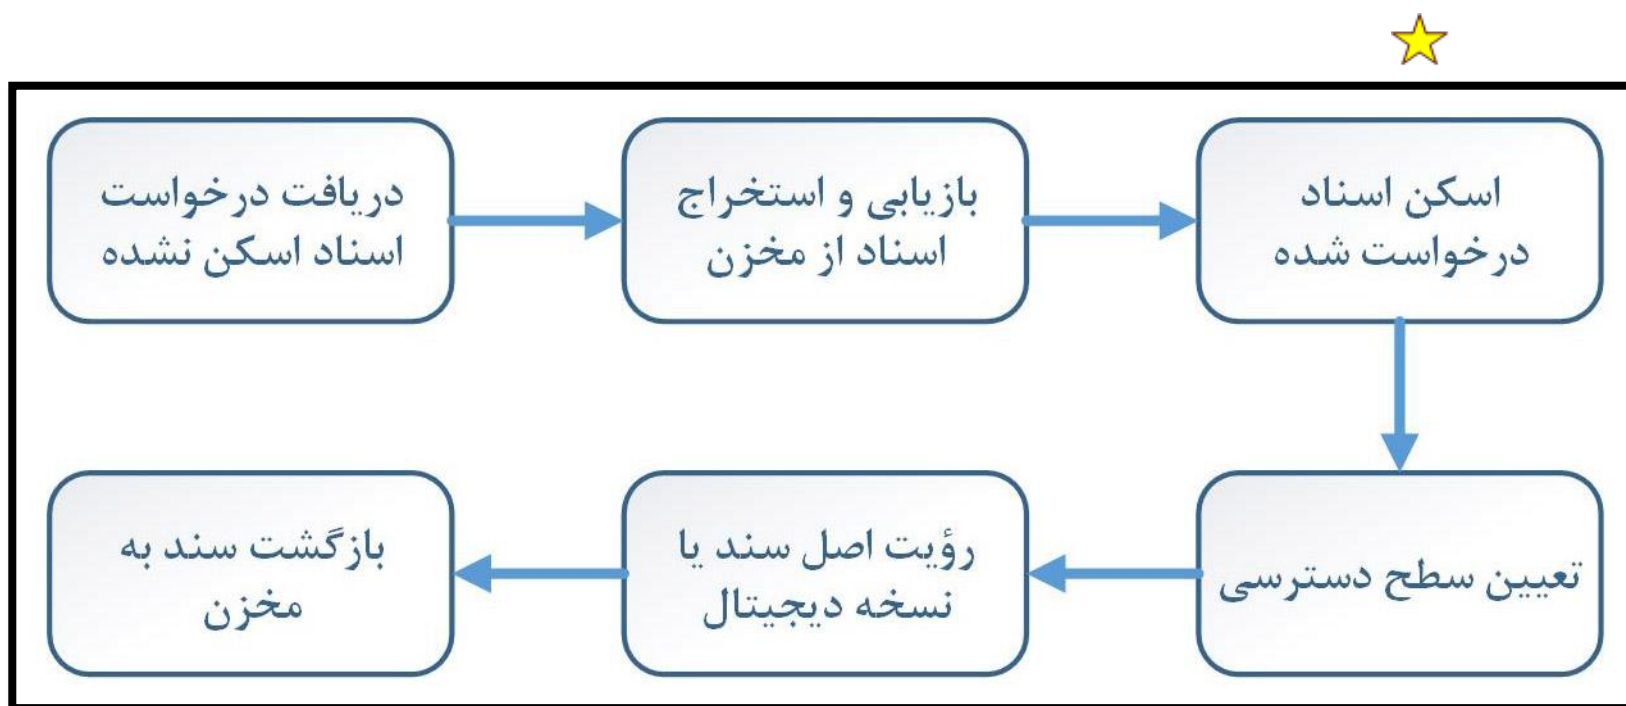 دریافت درخواست
اسناد اسکن نشده
بازیابی و استخراج
اسناد از مخزن
اسکن اسناد
درخواست شده
تعیین سطح دسترسی
رؤیت اصل سند یا
نسخه دیجیتال
بازگشت سند به
مخزن